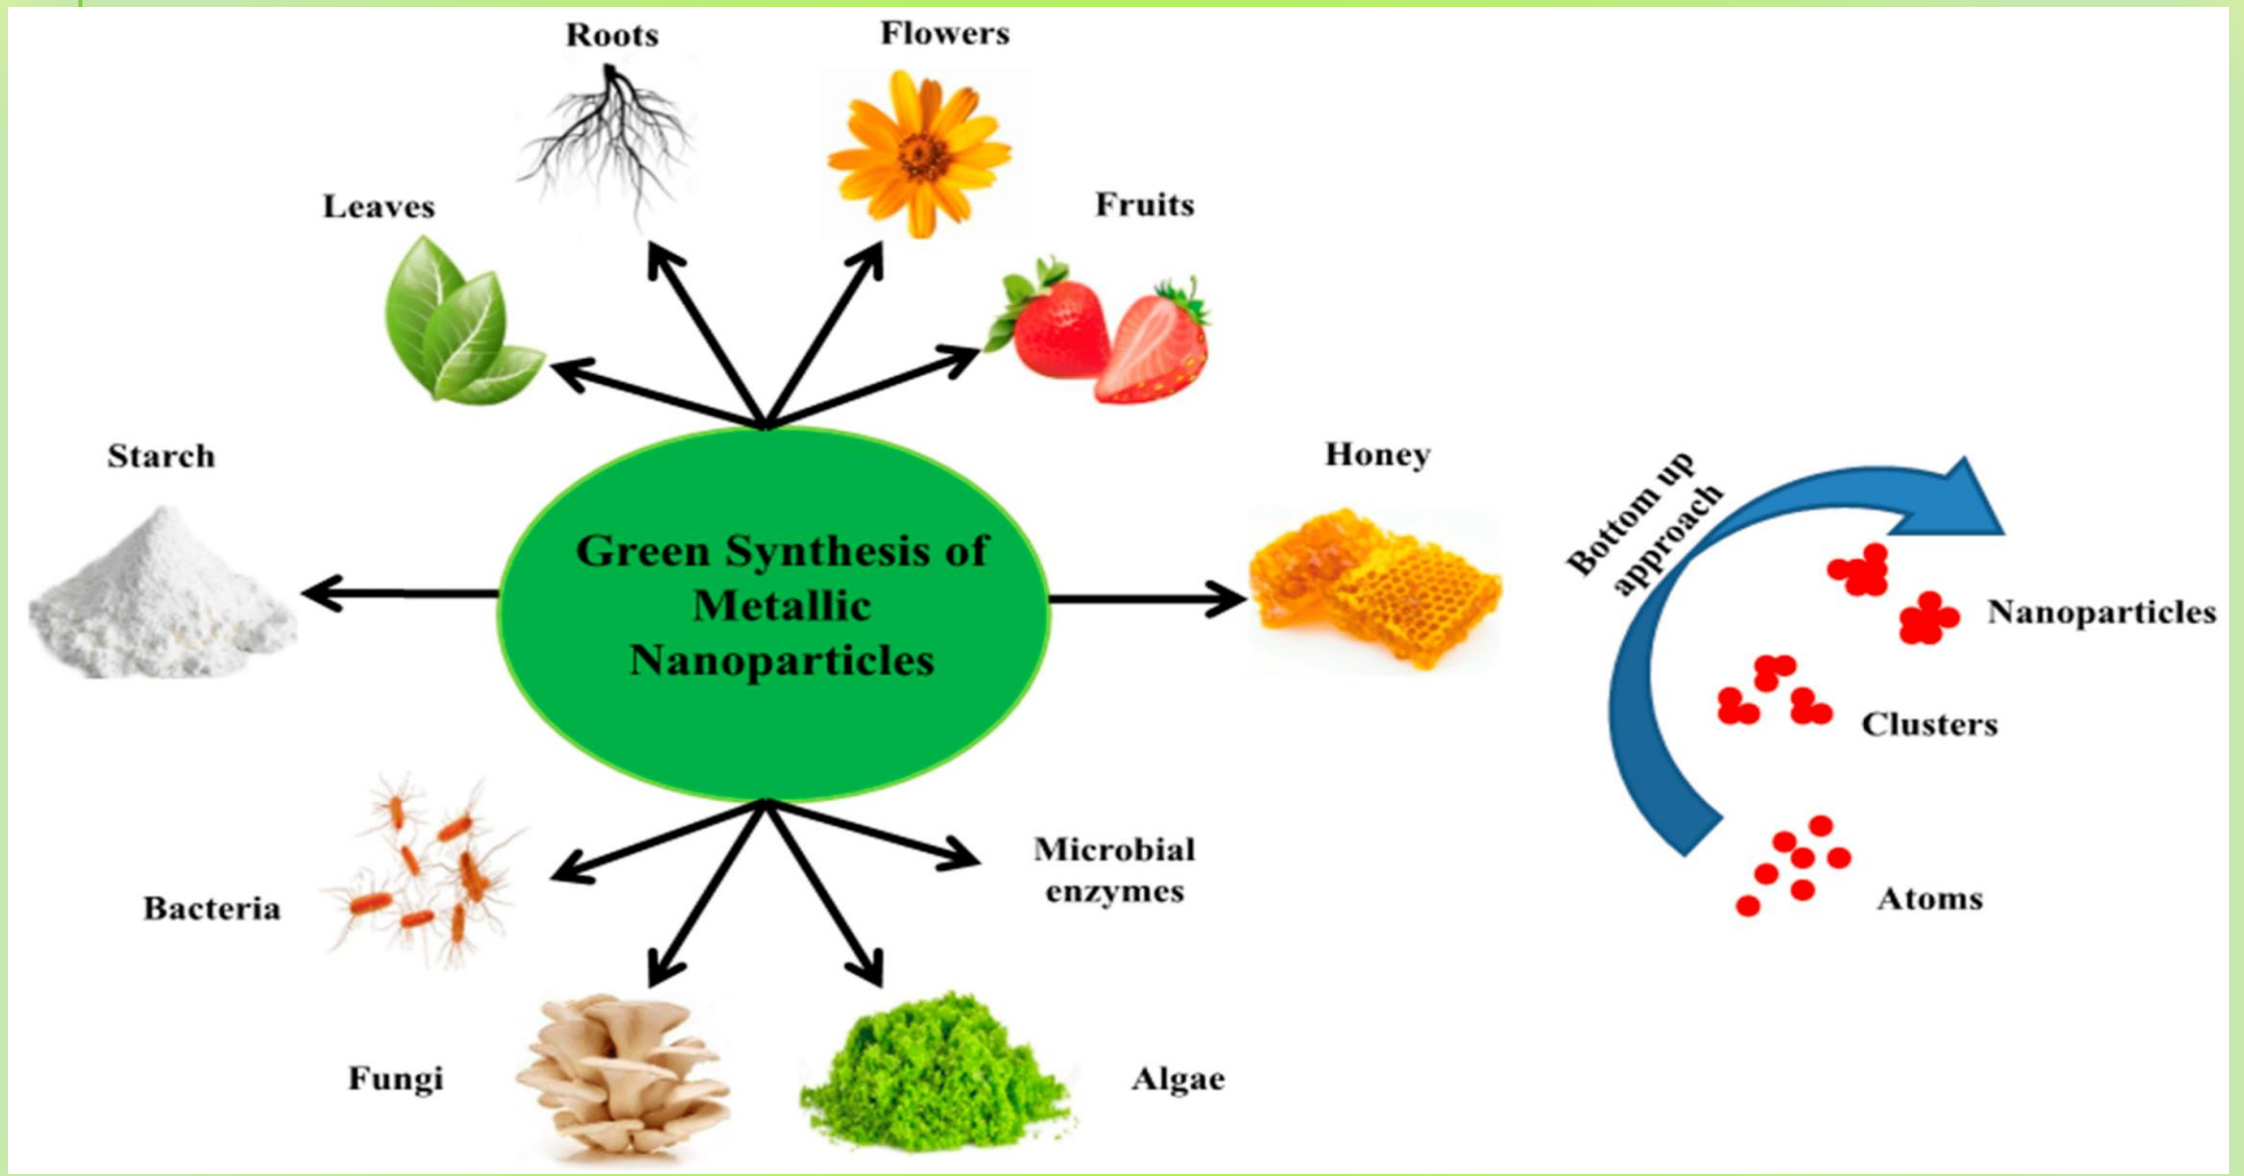 Roots
Flowers
Leaves
Fruits
Starch
Honey
Green Synthesis of
Metallic
Nanoparticles
Bottom up
approach
Nanoparticles
Clusters
Atoms
Bacteria
Microbial
enzymes
Fungi
Algae